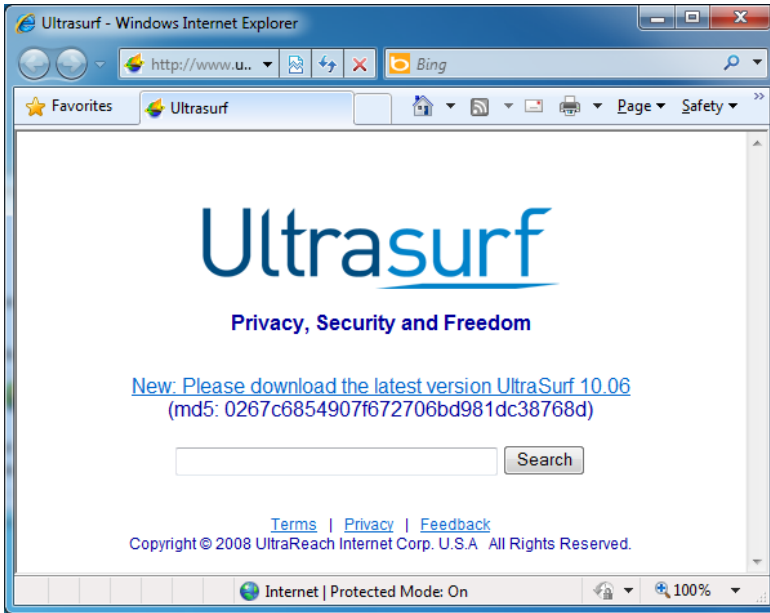 Ultrasurf - Windows Internet Explorer
http://www.u..
Bing
Favorites
Ultrasurf
Page
Safety
»
Ultrasurf
Privacy, Security and Freedom
New: Please download the latest version UltraSurf 10.06
(md5: 0267c6854907f672706bd981dc38768d)
Search
Terms | Privacy | Feedback
Copyright © 2008 UltraReach Internet Corp. U.S.A All Rights Reserved.
Internet | Protected Mode: On
100%